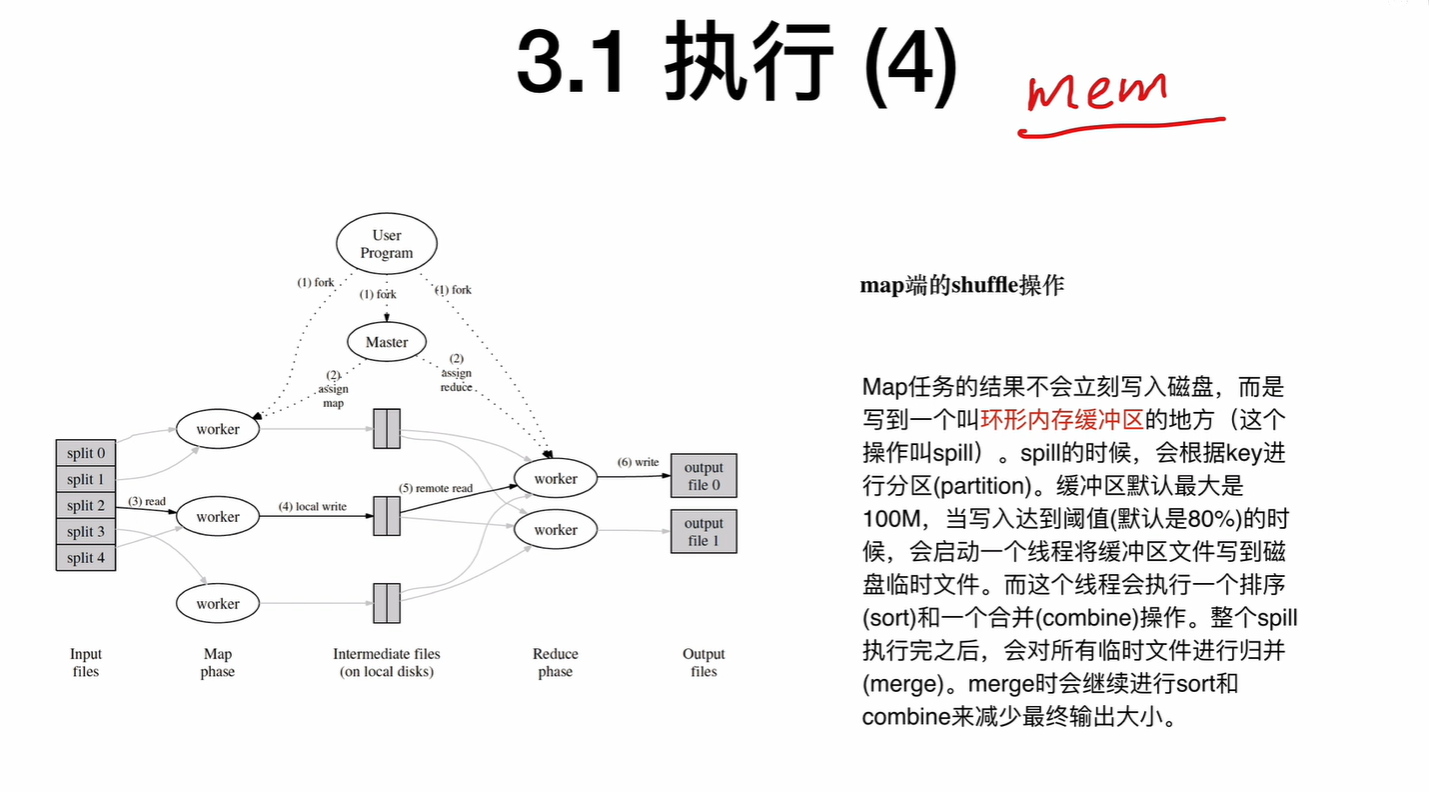 3.1 执行 (4)
mem
User
Program
(1) fork
(1) fork
(1) fork
Master
(2)
assign
map
(2)
assign
reduce
worker
split 0
split 1
split 2
split 3
split 4
(3) read
worker
(4) local write
(5) remote read
worker
(6) write
output
file 0
worker
output
file 1
worker
Input
files
Map
phase
Intermediate files
(on local disks)
Reduce
phase
Output
files
map端的shuffle操作
Map任务的结果不会立刻写入磁盘，而是
写到一个叫环形内存缓冲区的地方（这个
操作叫spill）。spill的时候，会根据key进
行分区(partition)。缓冲区默认最大是
100M，当写入达到阈值(默认是80%)的时
候，会启动一个线程将缓冲区文件写到磁
盘临时文件。而这个线程会执行一个排序
(sort)和一个合并(combine)操作。整个spill
执行完之后，会对所有临时文件进行归并
(merge)。merge时会继续进行sort和
combine来减少最终输出大小。